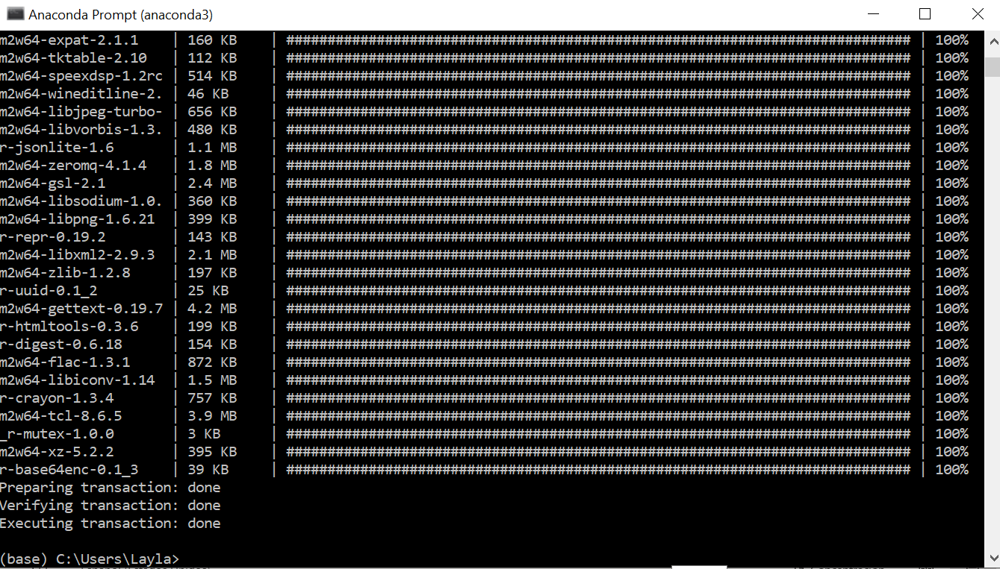 Anaconda Prompt (anaconda3)
m2w64-expat-2.1.1    | 160 KB    | ############################################################################ | 100%
m2w64-tktable-2.10   | 112 KB    | ############################################################################ | 100%
m2w64-speexdsp-1.2rc | 514 KB    | ############################################################################ | 100%
m2w64-wineditline-2. | 46 KB     | ############################################################################ | 100%
m2w64-libjpeg-turbo- | 656 KB    | ############################################################################ | 100%
m2w64-libvorbis-1.3. | 480 KB    | ############################################################################ | 100%
r-jsonlite-1.6       | 1.1 MB    | ############################################################################ | 100%
m2w64-zeromq-4.1.4   | 1.8 MB    | ############################################################################ | 100%
m2w64-gsl-2.1        | 2.4 MB    | ############################################################################ | 100%
m2w64-libsodium-1.0. | 360 KB    | ############################################################################ | 100%
m2w64-libpng-1.6.21  | 399 KB    | ############################################################################ | 100%
r-repr-0.19.2        | 143 KB    | ############################################################################ | 100%
m2w64-libxml2-2.9.3  | 2.1 MB    | ############################################################################ | 100%
m2w64-zlib-1.2.8     | 197 KB    | ############################################################################ | 100%
r-uuid-0.1_2         | 25 KB     | ############################################################################ | 100%
m2w64-gettext-0.19.7 | 4.2 MB    | ############################################################################ | 100%
r-htmltools-0.3.6    | 199 KB    | ############################################################################ | 100%
r-digest-0.6.18      | 154 KB    | ############################################################################ | 100%
m2w64-flac-1.3.1     | 872 KB    | ############################################################################ | 100%
m2w64-libiconv-1.14  | 1.5 MB    | ############################################################################ | 100%
r-crayon-1.3.4       | 757 KB    | ############################################################################ | 100%
m2w64-tcl-8.6.5      | 3.9 MB    | ############################################################################ | 100%
_r-mutex-1.0.0       | 3 KB      | ############################################################################ | 100%
m2w64-xz-5.2.2       | 395 KB    | ############################################################################ | 100%
r-base64enc-0.1_3    | 39 KB     | ############################################################################ | 100%
Preparing transaction: done
Verifying transaction: done
Executing transaction: done
(base) C:\Users\Layla>